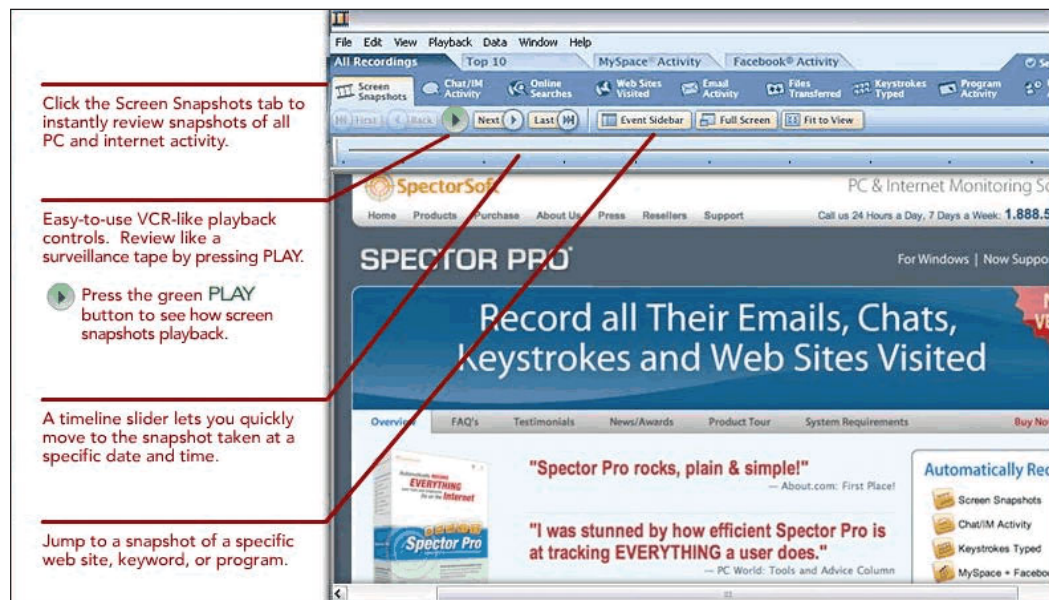 Click the Screen Snapshots tab to
instantly review snapshots of all
PC and internet activity.
Easy-to-use VCR-like playback
controls. Review like a
surveillance tape by pressing PLAY.
Press the green PLAY
button to see how screen
snapshots playback.
A timeline slider lets you quickly
move to the snapshot taken at a
specific date and time.
Jump to a snapshot of a specific
web site, keyword, or program.
File Edit View Playback Data Window Help
All Recordings Top 10 MySpace® Activity Facebook® Activity
Screen Snapshots Chat/IM Activity Online Searches Web Sites Visited Email Activity Files Transferred Keystrokes Typed Program Activity
First Back Next Last Event Sidebar Full Screen Fit to View
SpectorSoft PC & Internet Monitoring So
Home Products Purchase About Us Press Resellers Support Call us 24 Hours a Day, 7 Days a Week: 1.888.5
SPECTOR PRO For Windows | Now Suppo
Record all Their Emails, Chats,
Keystrokes and Web Sites Visited
Overview FAQ's Testimonials News/Awards Product Tour System Requirements Buy Now
Automatically RECORD
EVERYTHING
Internet
Spector Pro
"Spector Pro rocks, plain & simple!"
— About.com: First Place!
"I was stunned by how efficient Spector Pro is
at tracking EVERYTHING a user does."
— PC World: Tools and Advice Column
Automatically Rec
Screen Snapshots
Chat/IM Activity
Keystrokes Typed
MySpace + Facebo